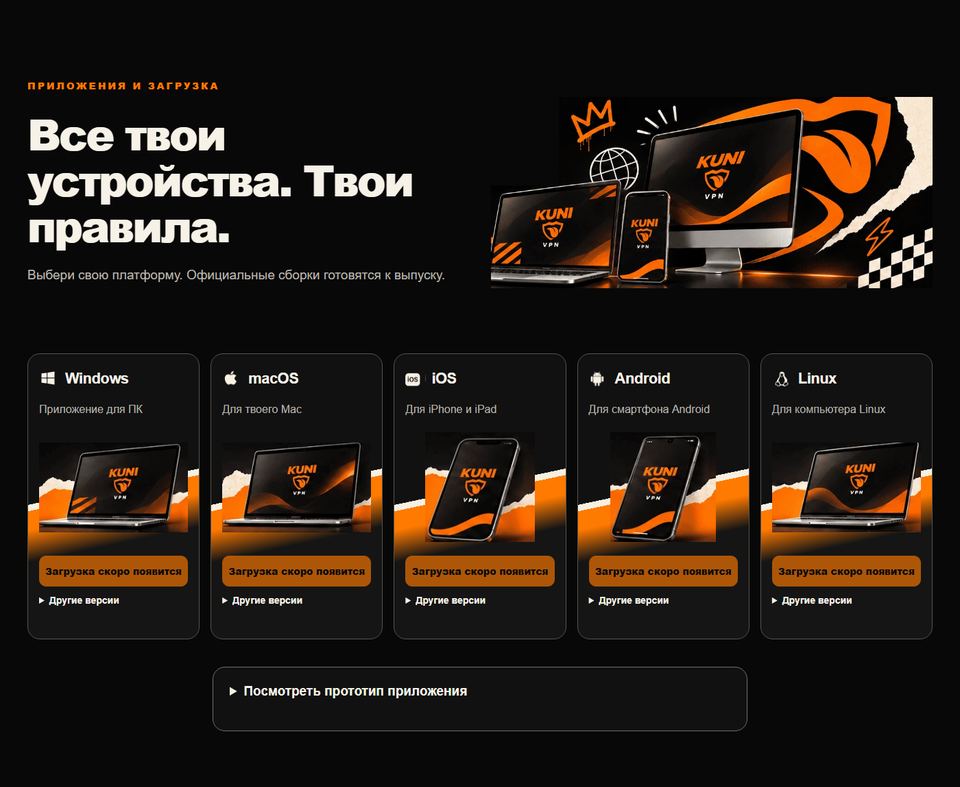 ПРИЛОЖЕНИЯ И ЗАГРУЗКА
Все твои
устройства. Твои
правила.
Выбери свою платформу. Официальные сборки готовятся к выпуску.
KUNI
VPN
KUNI
VPN
KUNI
VPN
Windows
Приложение для ПК
KUNI
VPN
Загрузка скоро появится
Другие версии
macOS
Для твоего Mac
KUNI
VPN
Загрузка скоро появится
Другие версии
iOS
iOS
Для iPhone и iPad
KUNI
VPN
Загрузка скоро появится
Другие версии
Android
Для смартфона Android
KUNI
VPN
Загрузка скоро появится
Другие версии
Linux
Для компьютера Linux
KUNI
VPN
Загрузка скоро появится
Другие версии
Посмотреть прототип приложения